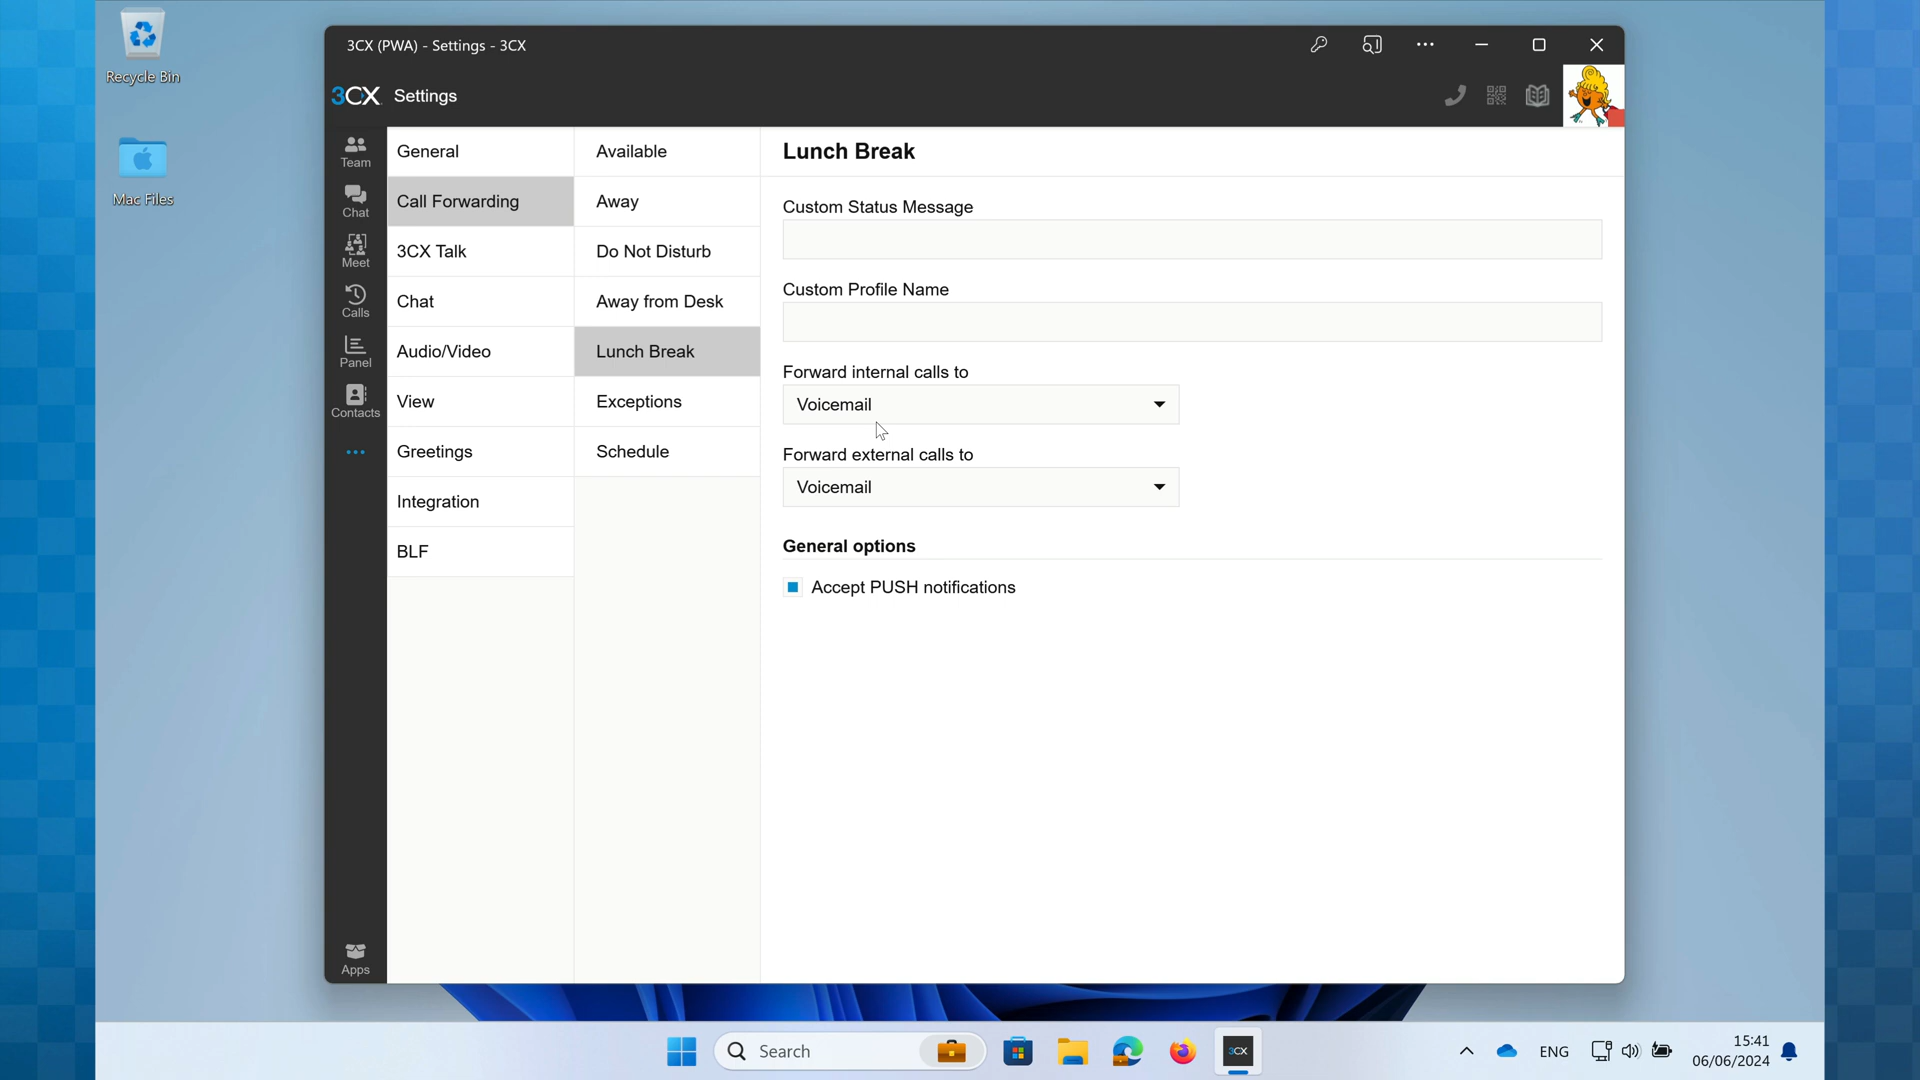 Recycle Bin
Mac Files
3CX (PWA) - Settings - 3CX
3CX Settings
Team
Chat
Meet
Calls
Panel
Contacts
Apps
General
Call Forwarding
3CX Talk
Chat
Audio/Video
View
Greetings
Integration
BLF
Available
Away
Do Not Disturb
Away from Desk
Lunch Break
Exceptions
Schedule
Lunch Break
Custom Status Message
Custom Profile Name
Forward internal calls to
Voicemail
Forward external calls to
Voicemail
General options
Accept PUSH notifications
Search
3CX
ENG
15:41
06/06/2024